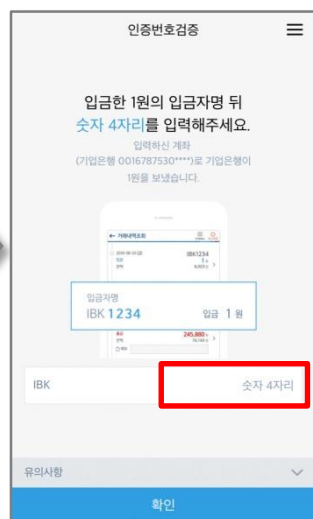 인증번호검증
입금한 1원의 입금자명 뒤
숫자 4자리를 입력해주세요.
입력하신 계좌
(기업은행 0016787530****)로 기업은행이
1원을 보냈습니다.
← 거래내역조회
IBK1234
입금자명
IBK 1234 입금 1 원
245,880
IBK 숫자 4자리
유의사항
확인